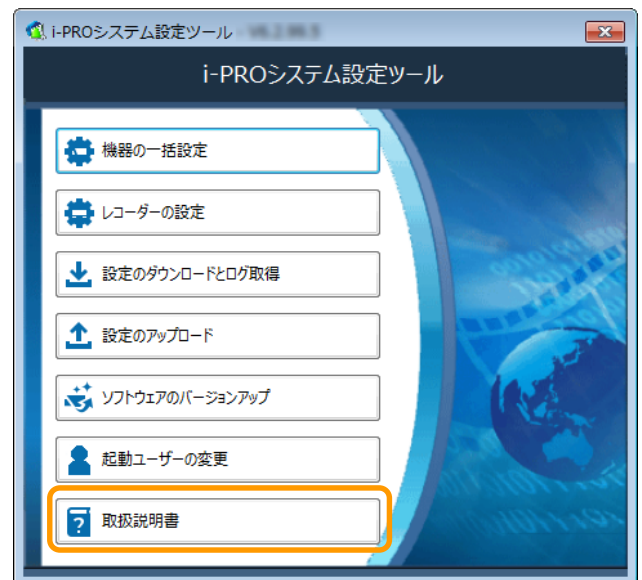 i-PROシステム設定ツール
i-PROシステム設定ツール
機器の一括設定
レコーダーの設定
設定のダウンロードとログ取得
設定のアップロード
ソフトウェアのバージョンアップ
起動ユーザーの変更
取扱説明書